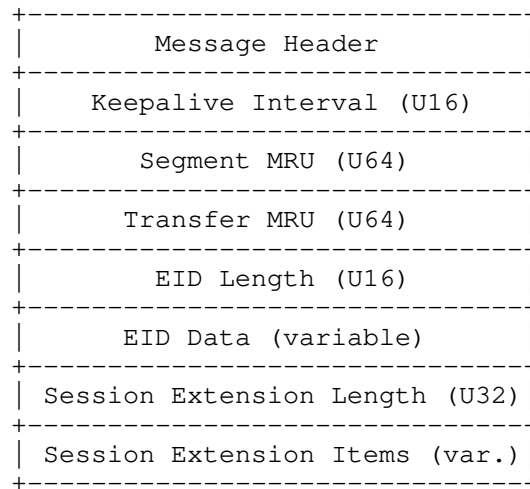 Message Header
Keepalive Interval (U16)
Segment MRU (U64)
Transfer MRU (U64)
EID Length (U16)
EID Data (variable)
Session Extension Length (U32)
Session Extension Items (var.)